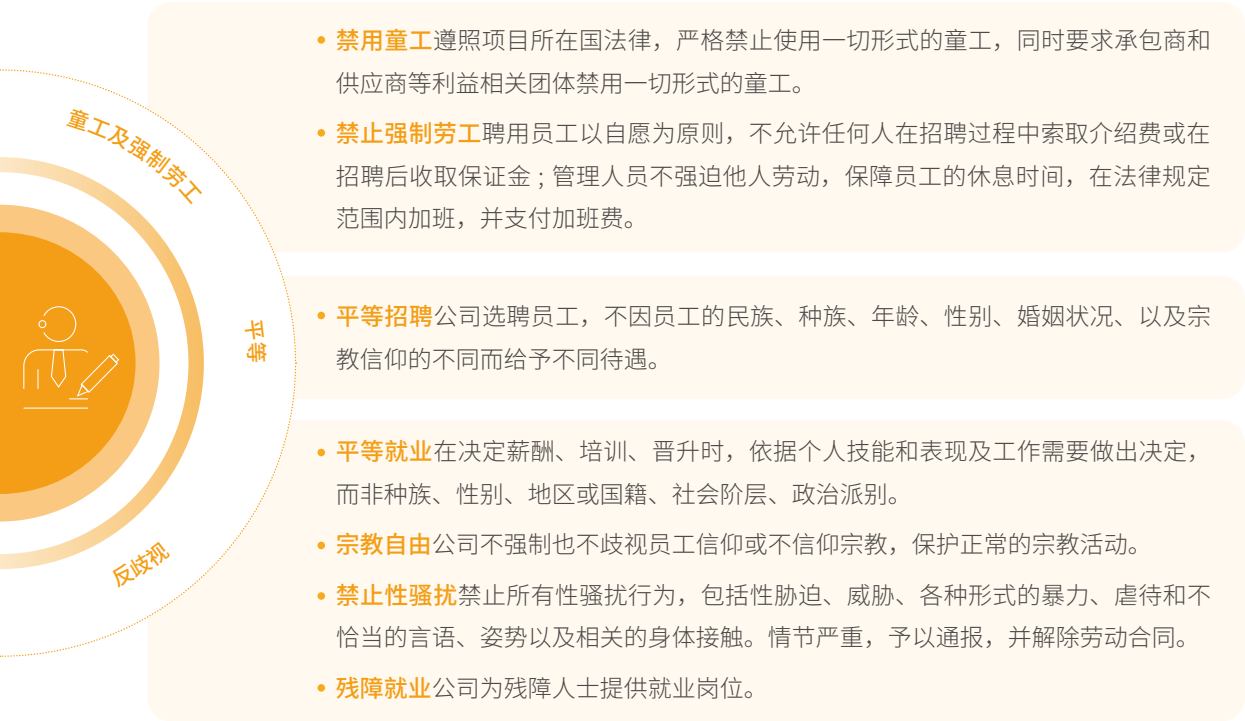 童工及强制劳工
禁用童工遵照项目所在国法律，严格禁止使用一切形式的童工，同时要求承包商和
供应商等利益相关团体禁用一切形式的童工。
禁止强制劳工聘用员工以自愿为原则，不允许任何人在招聘过程中索取介绍费或在
招聘后收取保证金；管理人员不强迫他人劳动，保障员工的休息时间，在法律规定
范围内加班，并支付加班费。
平等
平等招聘公司选聘员工，不因员工的民族、种族、年龄、性别、婚姻状况、以及宗
教信仰的不同而给予不同待遇。
反歧视
平等就业在决定薪酬、培训、晋升时，依据个人技能和表现及工作需要做出决定，
而非种族、性别、地区或国籍、社会阶层、政治派别。
宗教自由公司不强制也不歧视员工信仰或不信仰宗教，保护正常的宗教活动。
禁止性骚扰禁止所有性骚扰行为，包括性胁迫、威胁、各种形式的暴力、虐待和不
恰当的言语、姿势以及相关的身体接触。情节严重，予以通报，并解除劳动合同。
残障就业公司为残障人士提供就业岗位。